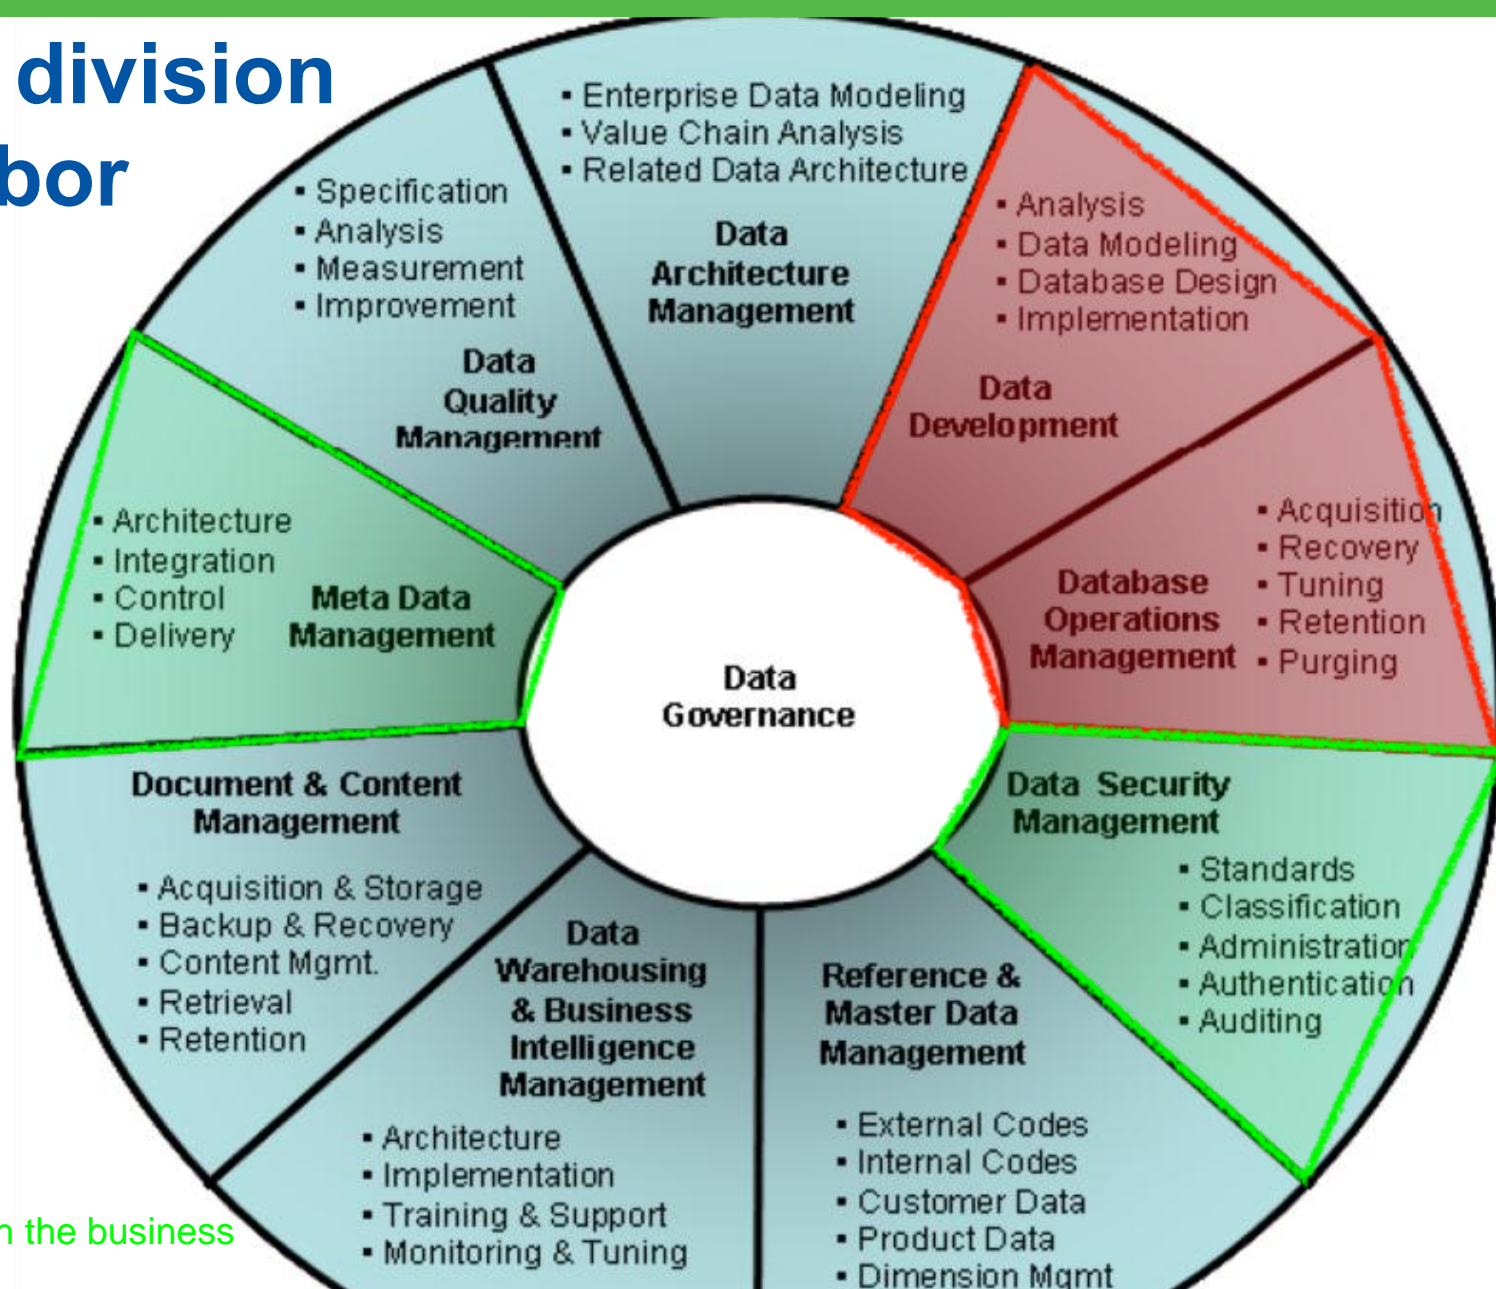 division
bor
▪ Enterprise Data Modeling
▪ Value Chain Analysis
▪ Related Data Architecture
Data
Architecture
Management
▪ Analysis
▪ Data Modeling
▪ Database Design
▪ Implementation
Data
Development
▪ Acquisition
▪ Recovery
▪ Tuning
▪ Retention
▪ Purging
Database
Operations
Management
Data Security
Management
▪ Standards
▪ Classification
▪ Administration
▪ Authentication
▪ Auditing
Reference &
Master Data
Management
▪ External Codes
▪ Internal Codes
▪ Customer Data
▪ Product Data
▪ Dimension Mgmt
Data
Warehousing
& Business
Intelligence
Management
▪ Architecture
▪ Implementation
▪ Training & Support
▪ Monitoring & Tuning
Document & Content
Management
▪ Acquisition & Storage
▪ Backup & Recovery
▪ Content Mgmt.
▪ Retrieval
▪ Retention
▪ Architecture
▪ Integration
▪ Control
▪ Delivery
Meta Data
Management
▪ Specification
▪ Analysis
▪ Measurement
▪ Improvement
Data
Quality
Management
Data
Governance
n the business